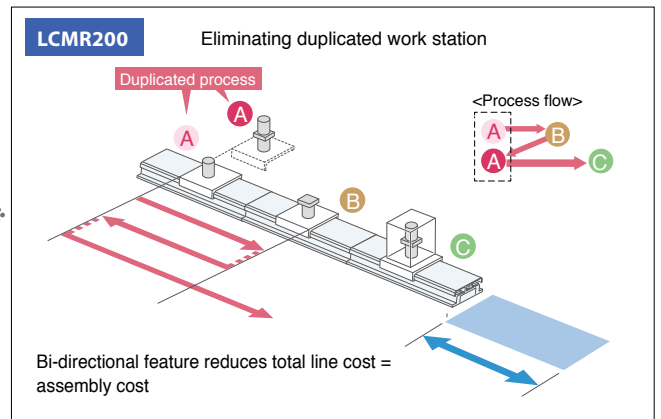 LCMR200
Eliminating duplicated work station
Duplicated process
A
A
<Process flow>
A
B
A
C
B
C
Bi-directional feature reduces total line cost =
assembly cost